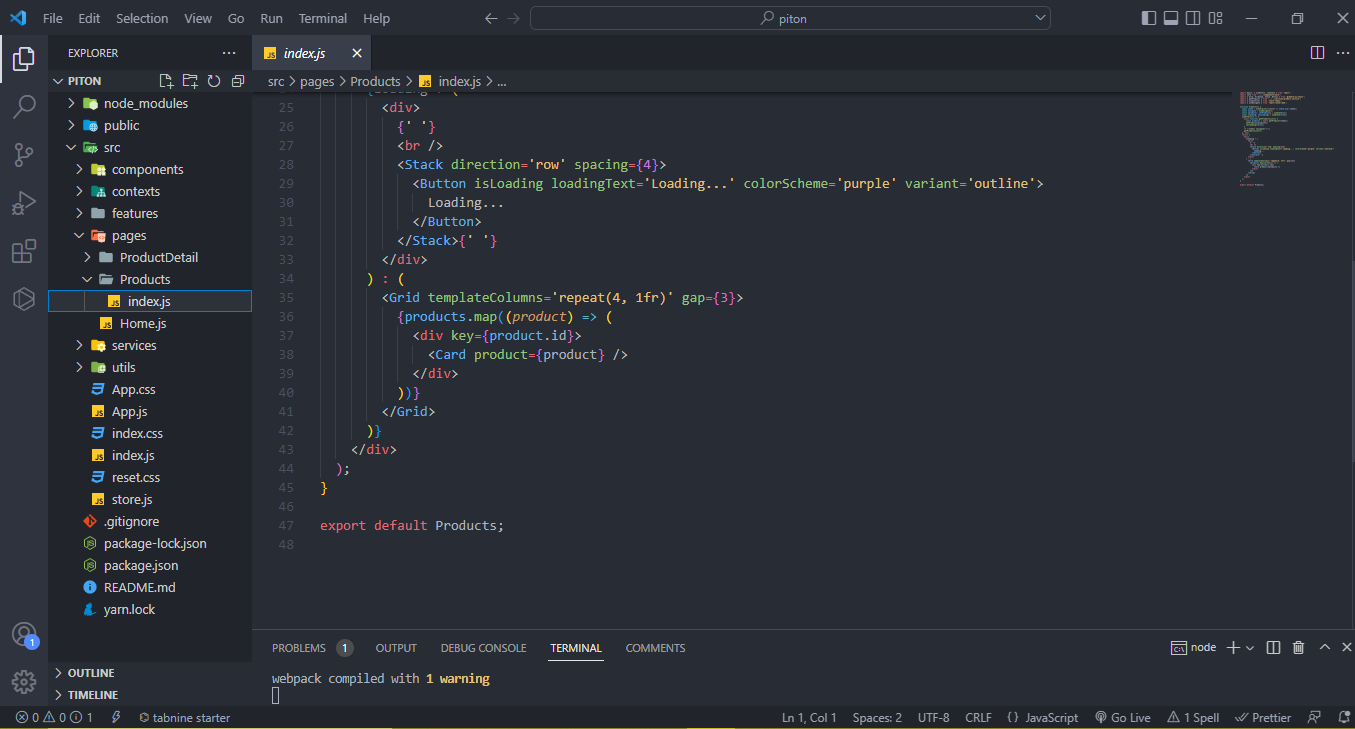 File Edit Selection View Go Run Terminal Help
piton
EXPLORER
index.js
PITON
src > pages > Products > index.js > ...
node_modules
public
src
components
contexts
features
pages
ProductDetail
Products
index.js
Home.js
services
utils
App.css
App.js
index.css
index.js
reset.css
store.js
.gitignore
package-lock.json
package.json
README.md
yarn.lock
OUTLINE
TIMELINE
25 <div>
26 {' '}
27 <br />
28 <Stack direction='row' spacing={4}>
29 <Button isLoading loadingText='Loading...' colorScheme='purple' variant='outline'>
30 Loading...
31 </Button>
32 </Stack>{' '}
33 </div>
34 ) : (
35 <Grid templateColumns='repeat(4, 1fr)' gap={3}>
36 {products.map((product) => (
37 <div key={product.id}>
38 <Card product={product} />
39 </div>
40 ))}
41 </Grid>
42 )}
43 </div>
44 );
45 }
46
47 export default Products;
48
PROBLEMS 1 OUTPUT DEBUG CONSOLE TERMINAL COMMENTS
node
webpack compiled with 1 warning
1
0 0 1 tabnine starter Ln 1, Col 1 Spaces: 2 UTF-8 CRLF {} JavaScript Go Live 1 Spell Prettier